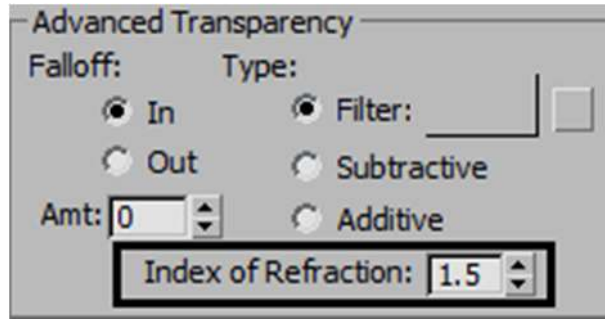 Advanced Transparency
Falloff: Type:
In Filter:
Out Subtractive
Amt: 0 Additive
Index of Refraction: 1.5